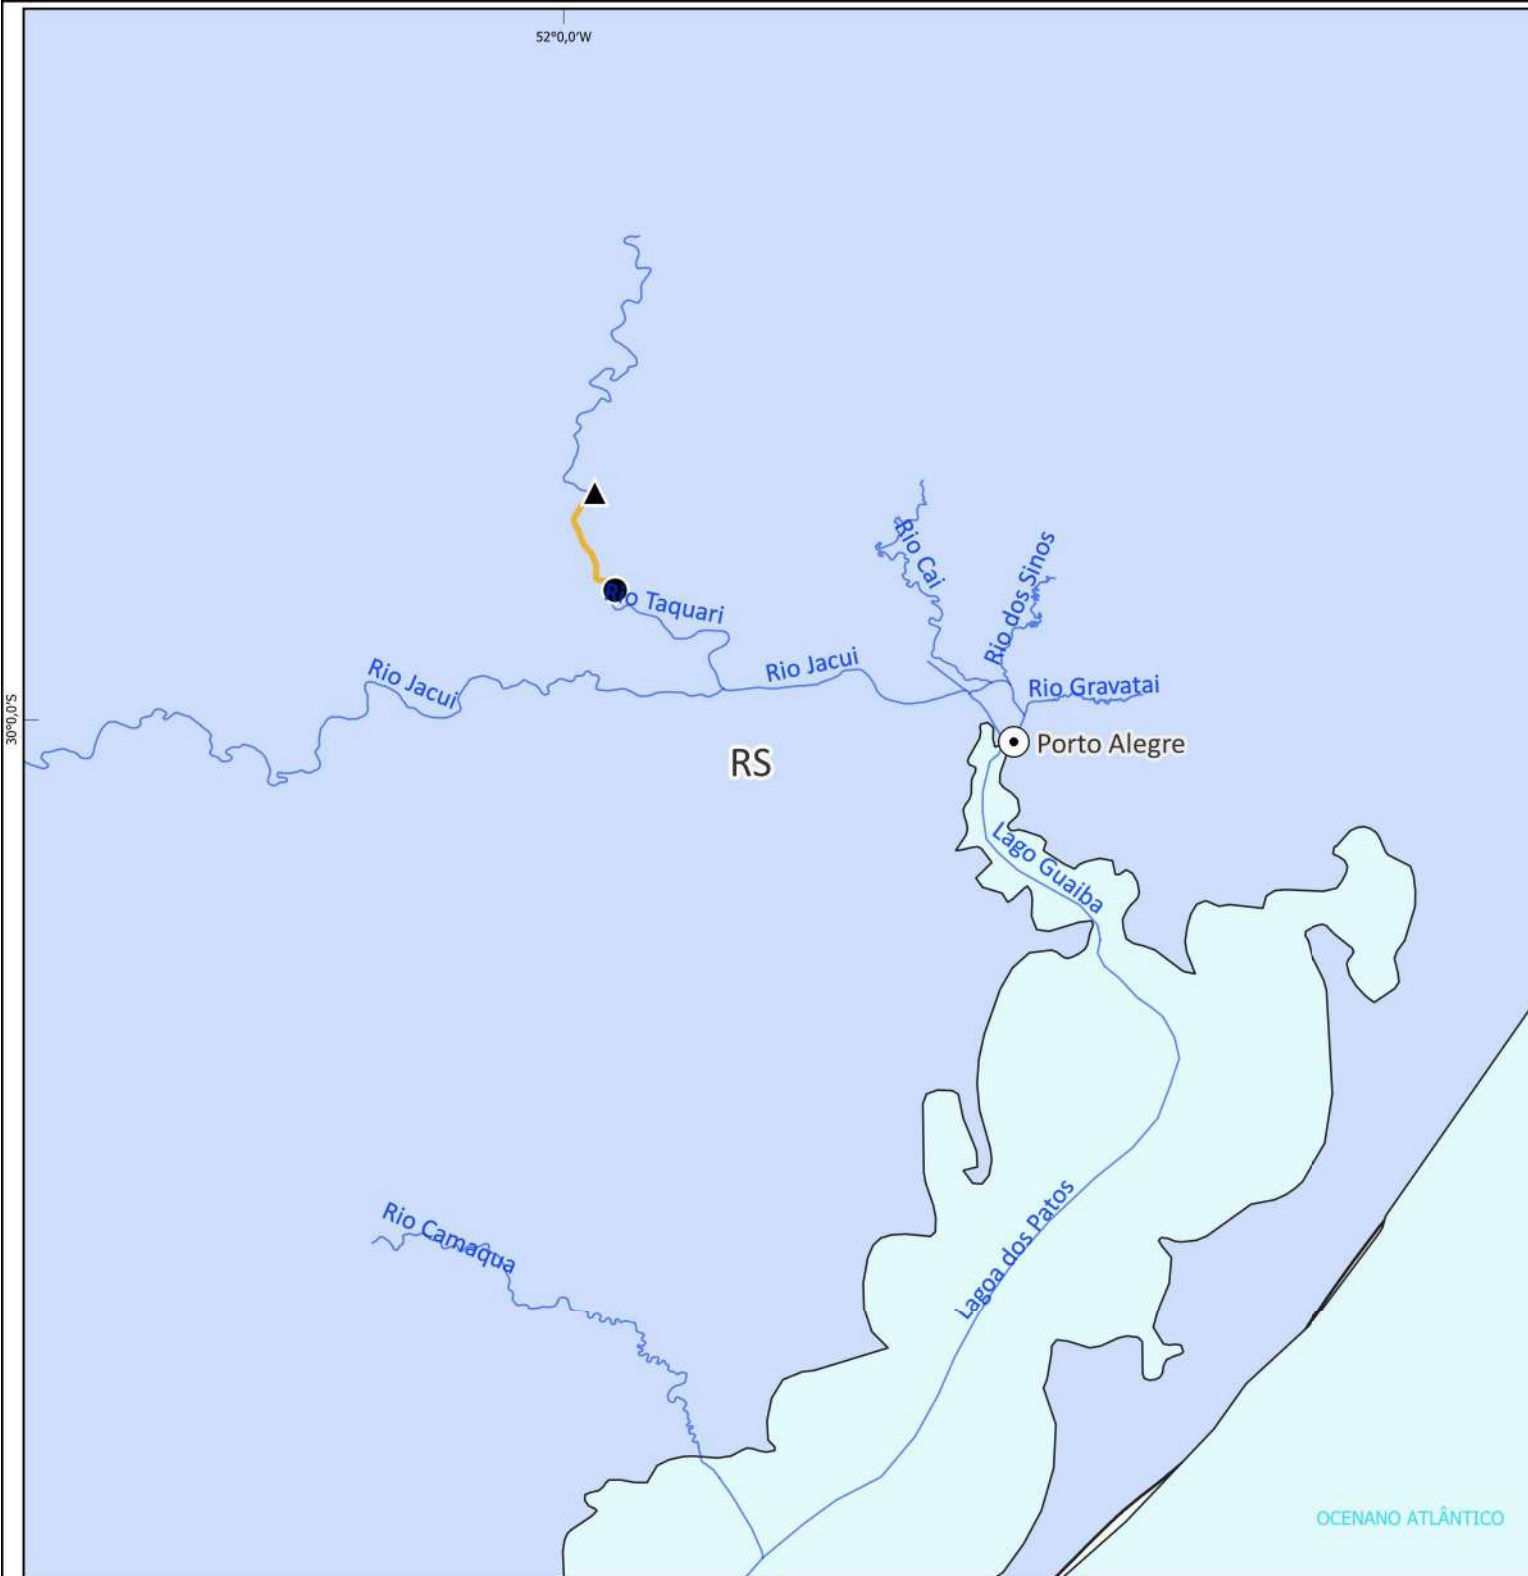 52°0,0'W
Rio Cai
Rio dos Sinos
Rio Taquari
Rio Jacui
Rio Jacui
Rio Gravatai
30°0,0'S
Porto Alegre
RS
Lago Guaiba
Lagoa dos Patos
Rio Camaqua
OCENANO ATLÂNTICO